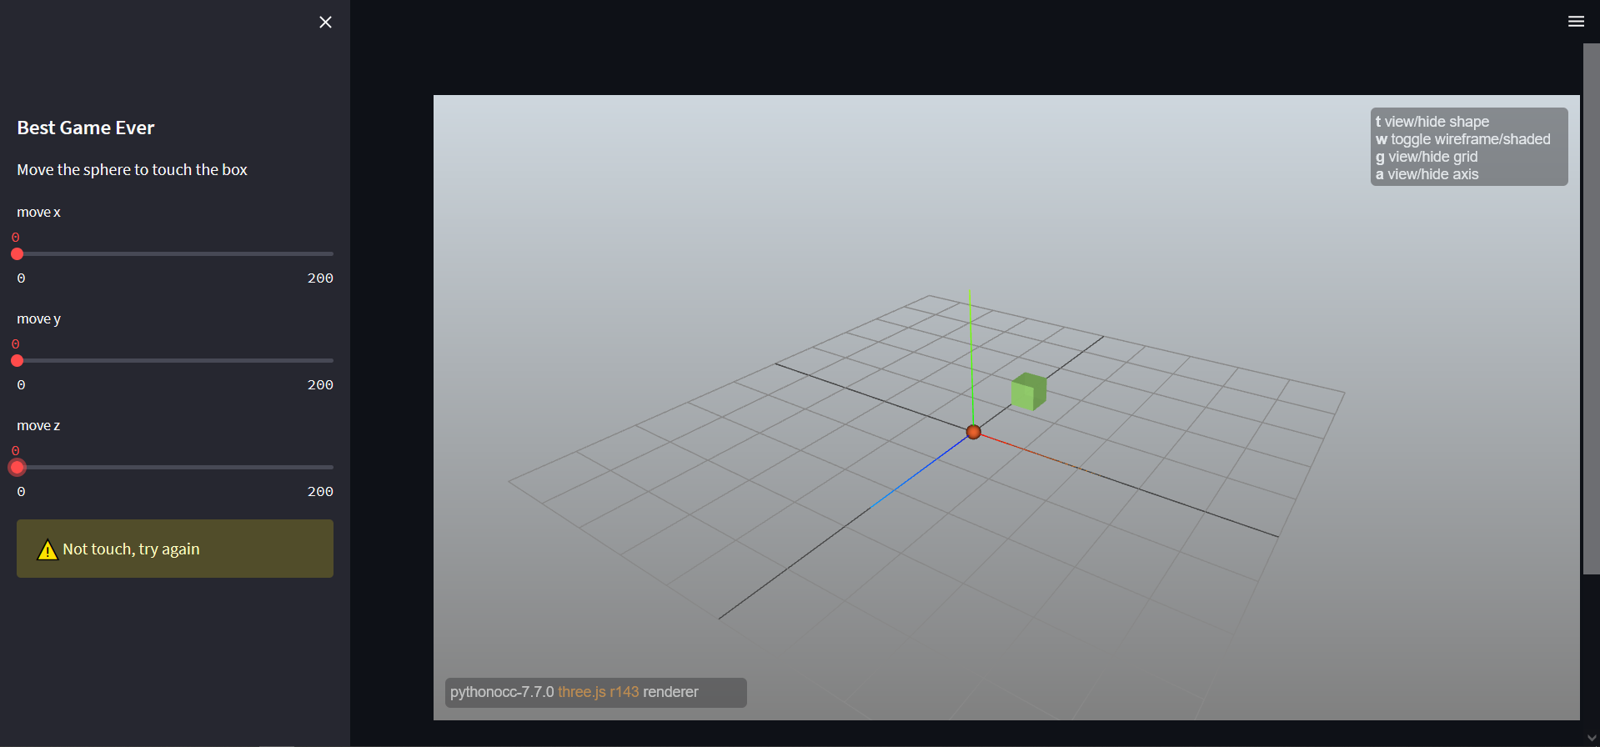 Best Game Ever
Move the sphere to touch the box
move x
0
0 200
move y
0
0 200
move z
0
0 200
Not touch, try again
t view/hide shape
w toggle wireframe/shaded
g view/hide grid
a view/hide axis
pythonocc-7.7.0 three.js r143 renderer